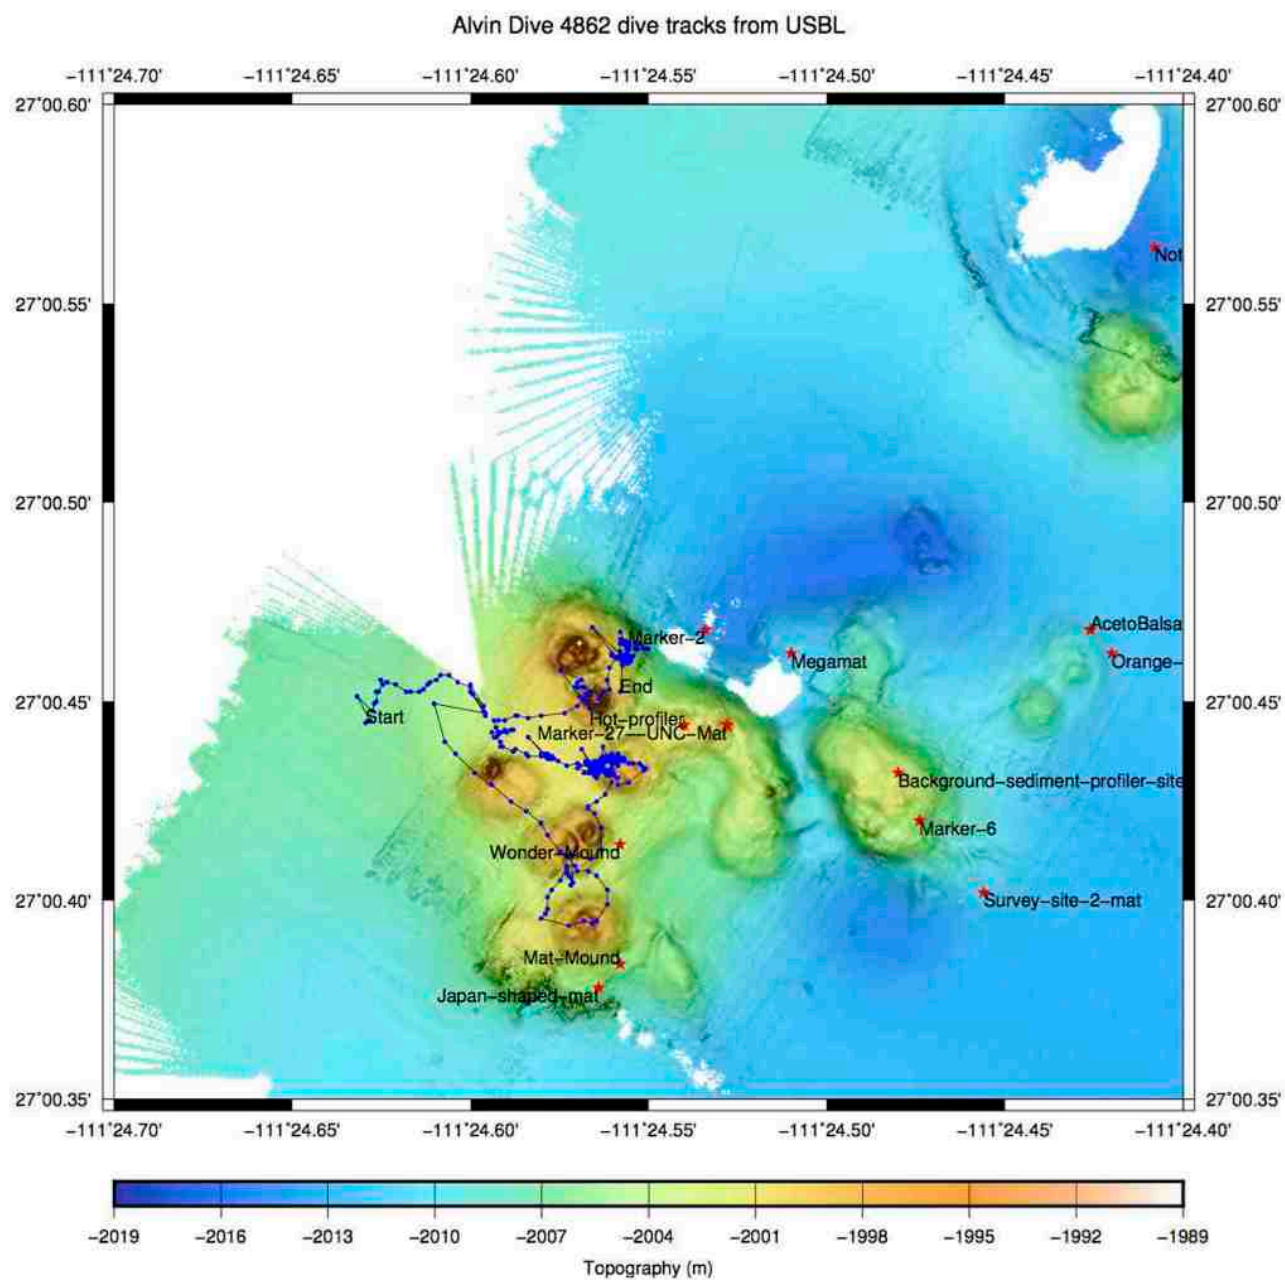 Alvin Dive 4862 dive tracks from USBL
−111˚24.70' −111˚24.65' −111˚24.60' −111˚24.55' −111˚24.50' −111˚24.45' −111˚24.40'
27˚00.60' 27˚00.60'
Not
27˚00.55' 27˚00.55'
27˚00.50' 27˚00.50'
AcetoBalsa
Marker−2
Megamat
Orange−
End
27˚00.45' 27˚00.45'
Start
Hot−profiler
Marker−27−−UNC−Mat
Background−sediment−profiler−site
Marker−6
Wonder−Mound
27˚00.40' 27˚00.40'
Survey−site−2−mat
Mat−Mound
Japan−shaped−mat
27˚00.35' 27˚00.35'
−111˚24.70' −111˚24.65' −111˚24.60' −111˚24.55' −111˚24.50' −111˚24.45' −111˚24.40'
−2019 −2016 −2013 −2010 −2007 −2004 −2001 −1998 −1995 −1992 −1989
Topography (m)